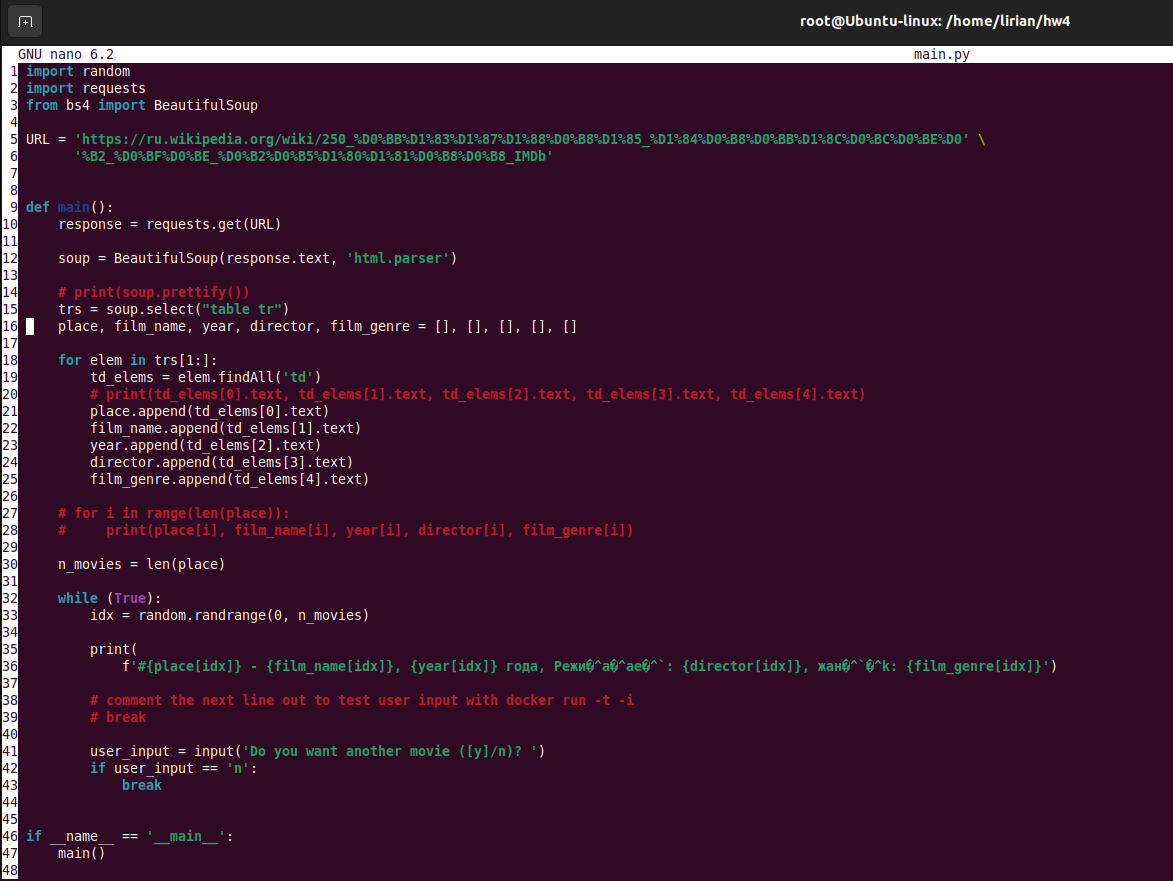 root@Ubuntu-linux: /home/lirian/hw4
GNU nano 6.2 main.py
1 import random
2 import requests
3 from bs4 import BeautifulSoup
4
5 URL = 'https://ru.wikipedia.org/wiki/250_%D0%BB%D1%83%D1%87%D1%88%D0%B8%D1%85_%D1%84%D0%B8%D0%BB%D1%8C%D0%BC%D0%BE%D0' \
6       '%B2_%D0%BF%D0%BE_%D0%B2%D0%B5%D1%80%D1%81%D0%B8%D0%B8_IMDb'
7
8
9 def main():
10     response = requests.get(URL)
11
12     soup = BeautifulSoup(response.text, 'html.parser')
13
14     # print(soup.prettify())
15     trs = soup.select("table tr")
16     place, film_name, year, director, film_genre = [], [], [], [], []
17
18     for elem in trs[1:]:
19         td_elems = elem.findAll('td')
20         # print(td_elems[0].text, td_elems[1].text, td_elems[2].text, td_elems[3].text, td_elems[4].text)
21         place.append(td_elems[0].text)
22         film_name.append(td_elems[1].text)
23         year.append(td_elems[2].text)
24         director.append(td_elems[3].text)
25         film_genre.append(td_elems[4].text)
26
27     # for i in range(len(place)):
28     #     print(place[i], film_name[i], year[i], director[i], film_genre[i])
29
30     n_movies = len(place)
31
32     while (True):
33         idx = random.randrange(0, n_movies)
34
35         print(
36             f'#{place[idx]} - {film_name[idx]}, {year[idx]} года, Режи�^a�^ae�^`: {director[idx]}, жан�^`�^k: {film_genre[idx]}')
37
38         # comment the next line out to test user input with docker run -t -i
39         # break
40
41         user_input = input('Do you want another movie ([y]/n)? ')
42         if user_input == 'n':
43             break
44
45
46 if __name__ == '__main__':
47     main()
48